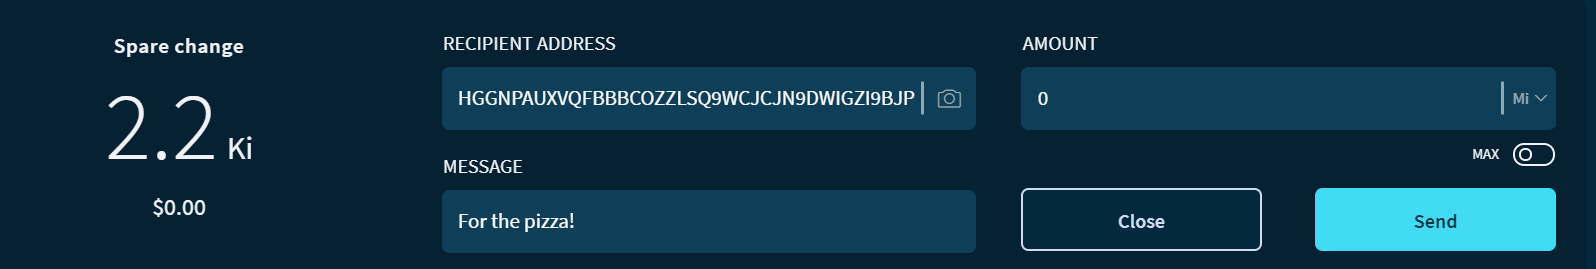 Spare change
2.2 Ki
$0.00
RECIPIENT ADDRESS
HGGNPAUXVQFBBBCOZZLSQ9WCJCJN9DWIGZI9BJP
MESSAGE
For the pizza!
AMOUNT
0
Mi
MAX
Close
Send